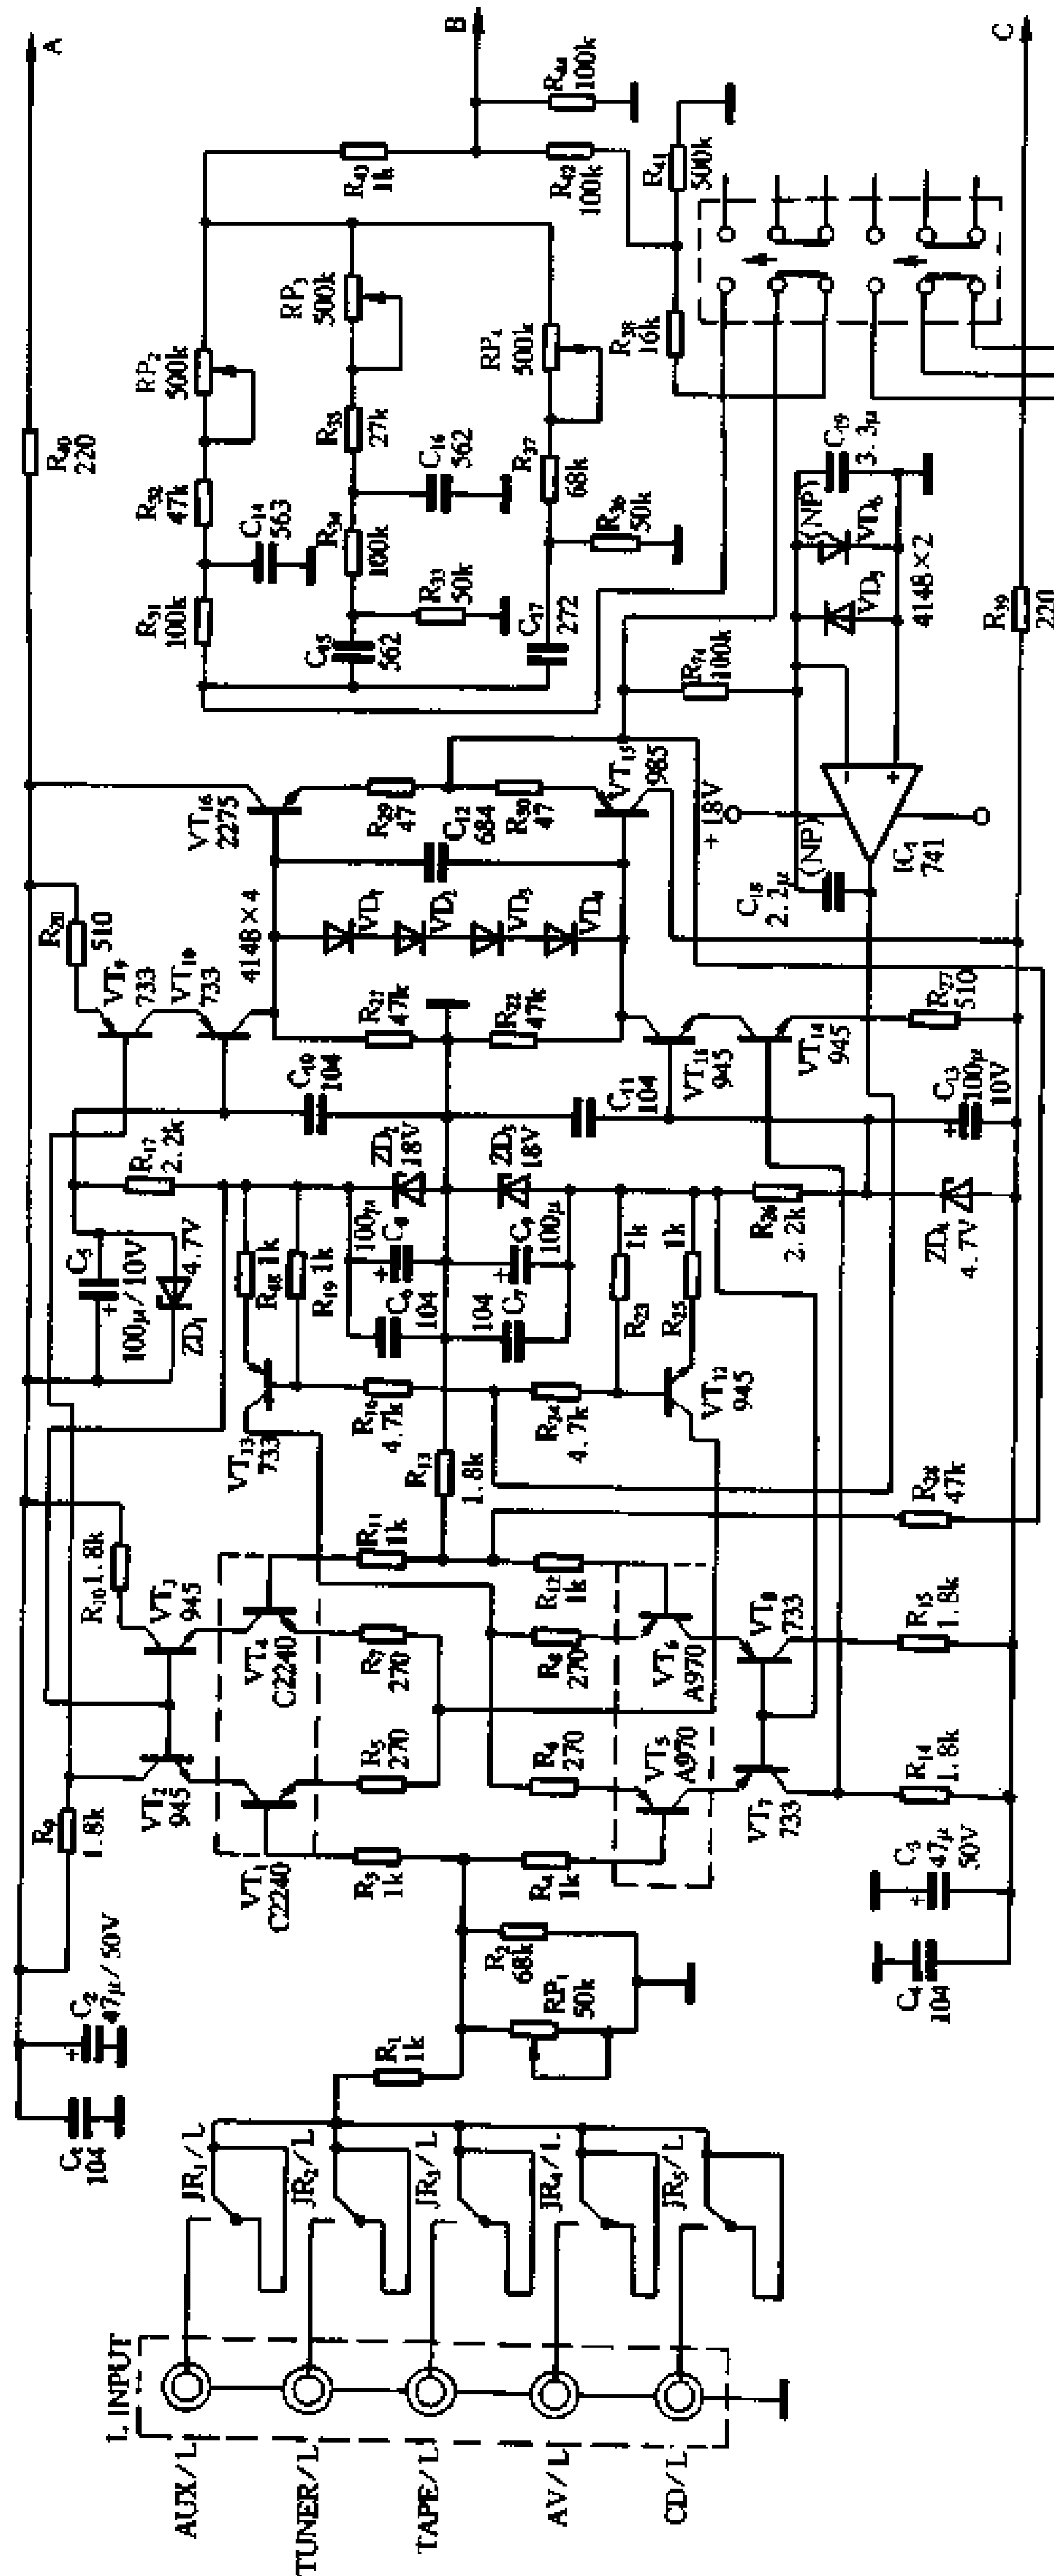 L INPUT
AUX/L
TUNER/L
TAPE/L
AV/L
CD/L
JR₁/L
JR₂/L
JR₃/L
JR₄/L
JR₅/L
104
C₂
47μ/50V
R₁
1k
RP₁
50k
R₂
68k
C₄
104
C₃
47μ
50V
R₉
1.8k
VT₂
945
VT₁
C2240
R₃
1k
R₄
1k
R₅
270
R₆
270
VT₅
A970
VT₇
733
R₁₄
1.8k
R₁₀ 1.8k
VT₃
945
VT₄
C2240
R₇
270
R₈
270
VT₆
A970
VT₈
733
R₁₅
1.8k
R₁₁
1k
R₁₂
1k
R₁₃
1.8k
R₂₈
47k
C₅
100μ/10V
ZD₁
4.7V
VT₁₃
733
R₁₈ 1k
R₁₉ 1k
R₁₆
4.7k
R₂₄
4.7k
VT₁₂
945
R₂₃
1k
R₂₅
1k
C₆
104
C₇
104
C₈
100μ
C₉
100μ
R₁₇
2.2k
ZD₂
18V
ZD₃
18V
R₂₆
2.2k
ZD₄
4.7V
C₁₀
104
C₁₁
104
C₁₃
100μ
10V
R₂₀
510
VT₉
733
VT₁₀
733
R₂₁
47k
R₂₂
47k
VT₁₁
945
VT₁₄
945
R₂₇
510
4148×4
VD₁
VD₂
VD₃
VD₄
C₁₂
684
VT₁₆
2275
R₂₉
47
R₃₀
47
VT₁₅
985
+18V
C₁₈
2.2μ
(NP)
IC₁
741
-
+
R₇₄
100k
VD₅
VD₆
4148×2
(NP)
C₁₉
3.3μ
R₃₉
220
R₄₀
220
R₃₁
100k
C₁₄
563
R₃₂
47k
RP₂
500k
C₁₅
562
R₃₃
50k
R₃₄
100k
C₁₆
562
R₃₅
27k
RP₃
500k
C₁₇
272
R₃₆
50k
R₃₇
68k
RP₄
500k
R₃₈
16k
R₄₁
500k
R₄₂
100k
R₄₃
1k
R₄₄
100k
A
B
C